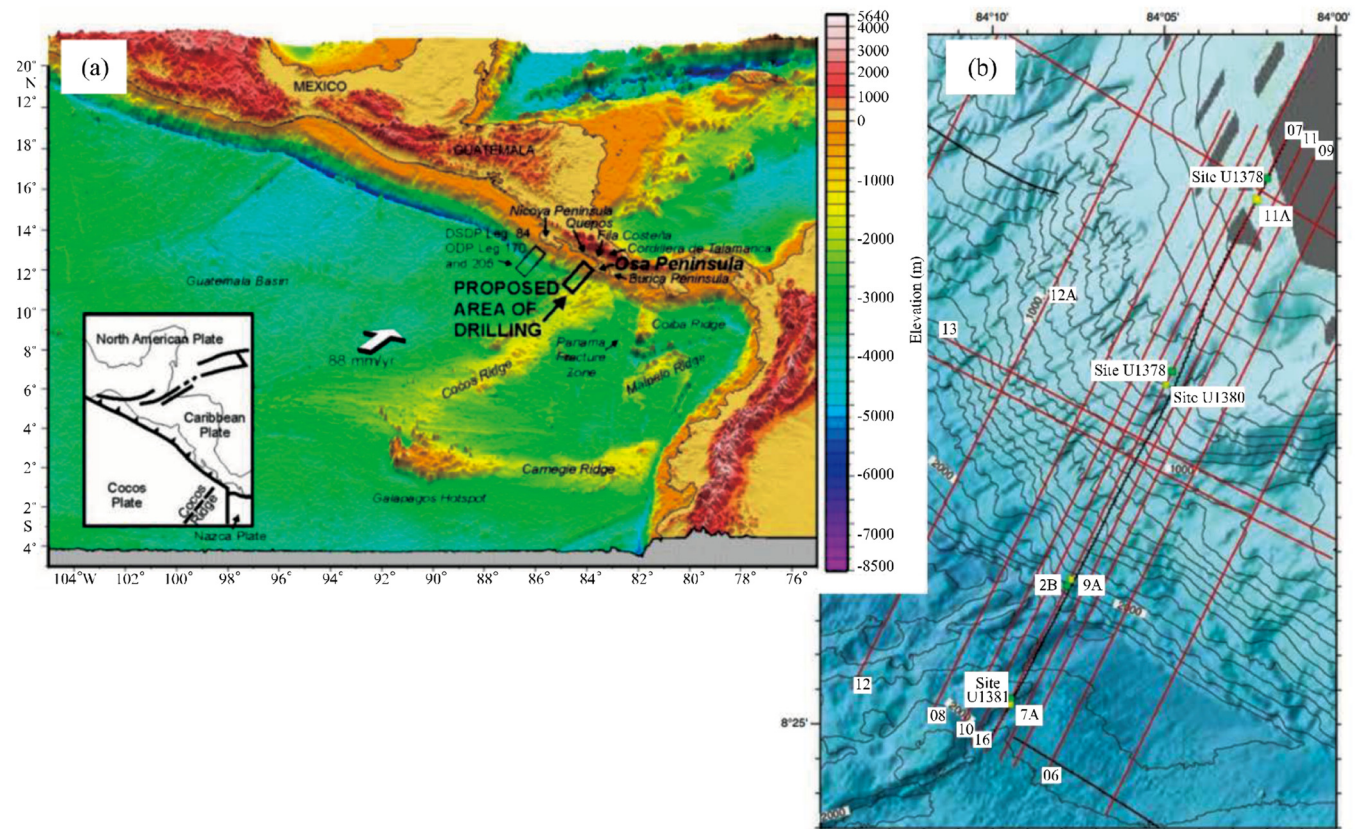 (a)
20°
N
12°
18°
16°
14°
12°
10°
8°
6°
4°
2°
S
4°
104°W
102°
100°
98°
96°
94°
92°
90°
88°
86°
84°
82°
80°
78°
76°
MEXICO
GUATEMALA
Nicoya Peninsula
Quepos
Fila Costeña
Cordillera de Talamanca
Osa Peninsula
Burica Peninsula
DSDP Leg 84
ODP Leg 170
and 205
PROPOSED
AREA OF
DRILLING
Guatemala Basin
88 mm/yr
Cocos Ridge
Panama
Fracture
Zone
Coiba Ridge
Malpelo Ridge
Carnegie Ridge
Galapagos Hotspot
North American Plate
Caribbean
Plate
Cocos
Plate
Cocos
Ridge
Nazca Plate
5640
4000
3000
2000
1000
0
-1000
-2000
-3000
-4000
-5000
-6000
-7000
-8500
Elevation (m)
(b)
84°10'
84°05'
84°00'
07
11
09
Site U1378
11A
12A
1000
13
Site U1378
Site U1380
2000
1000
2B
9A
2000
12
Site
U1381
08
2000
10
16
7A
8°25'
06
2000